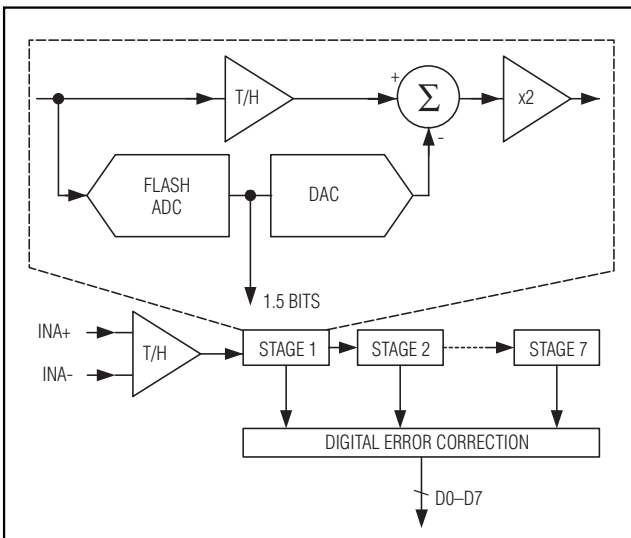 T/H
+
Σ
-
x2
FLASH
ADC
DAC
1.5 BITS
INA+
INA-
T/H
STAGE 1
STAGE 2
STAGE 7
DIGITAL ERROR CORRECTION
D0–D7